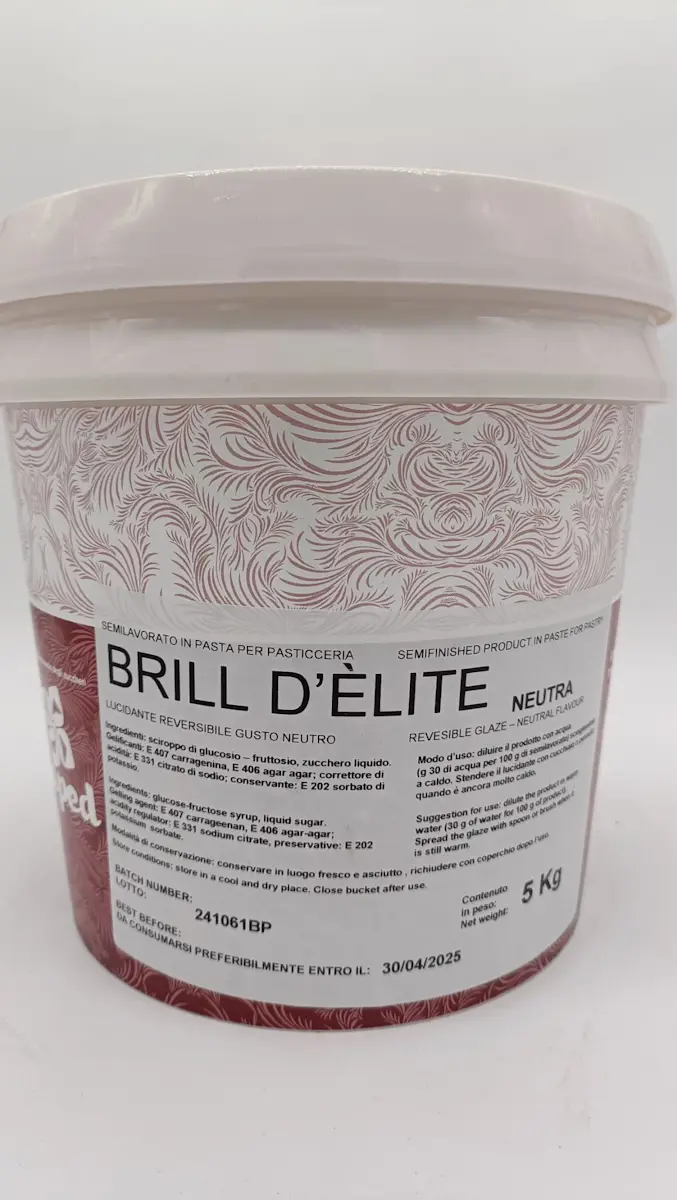 SEMILAVORATO IN PASTA PER PASTICCERIA
SEMIFINISHED PRODUCT IN PASTE FOR PASTRY
BRILL D'ÈLITE NEUTRA
LUCIDANTE REVERSIBILE GUSTO NEUTRO
REVESIBLE GLAZE – NEUTRAL FLAVOUR
Ingredienti: sciroppo di glucosio – fruttosio, zucchero liquido.
Gelificanti: E 407 carragenina, E 406 agar agar; correttore di
acidità: E 331 citrato di sodio; conservante: E 202 sorbato di
potassio.
Ingredients: glucose-fructose syrup, liquid sugar.
Gelling agent: E 407 carrageenan, E 406 agar-agar;
acidity regulator: E 331 sodium citrate, preservative: E 202
potassium sorbate.
Modo d'uso: diluire il prodotto con acqua
(g 30 di acqua per 100 g di semilavorato)
a caldo. Stendere il lucidante con cucchiaio o pennello
quando è ancora molto caldo.
Suggestion for use: dilute the product in warm
water (30 g of water for 100 g of product).
Spread the glaze with spoon or brush when it
is still warm.
Modalità di conservazione: conservare in luogo fresco e asciutto , richiudere con coperchio dopo l'uso.
Store conditions: store in a cool and dry place. Close bucket after use.
BATCH NUMBER:
LOTTO: 241061BP
Contenuto
in peso:
Net weight: 5 Kg
BEST BEFORE:
DA CONSUMARSI PREFERIBILMENTE ENTRO IL: 30/04/2025
degli zuccheri
ped